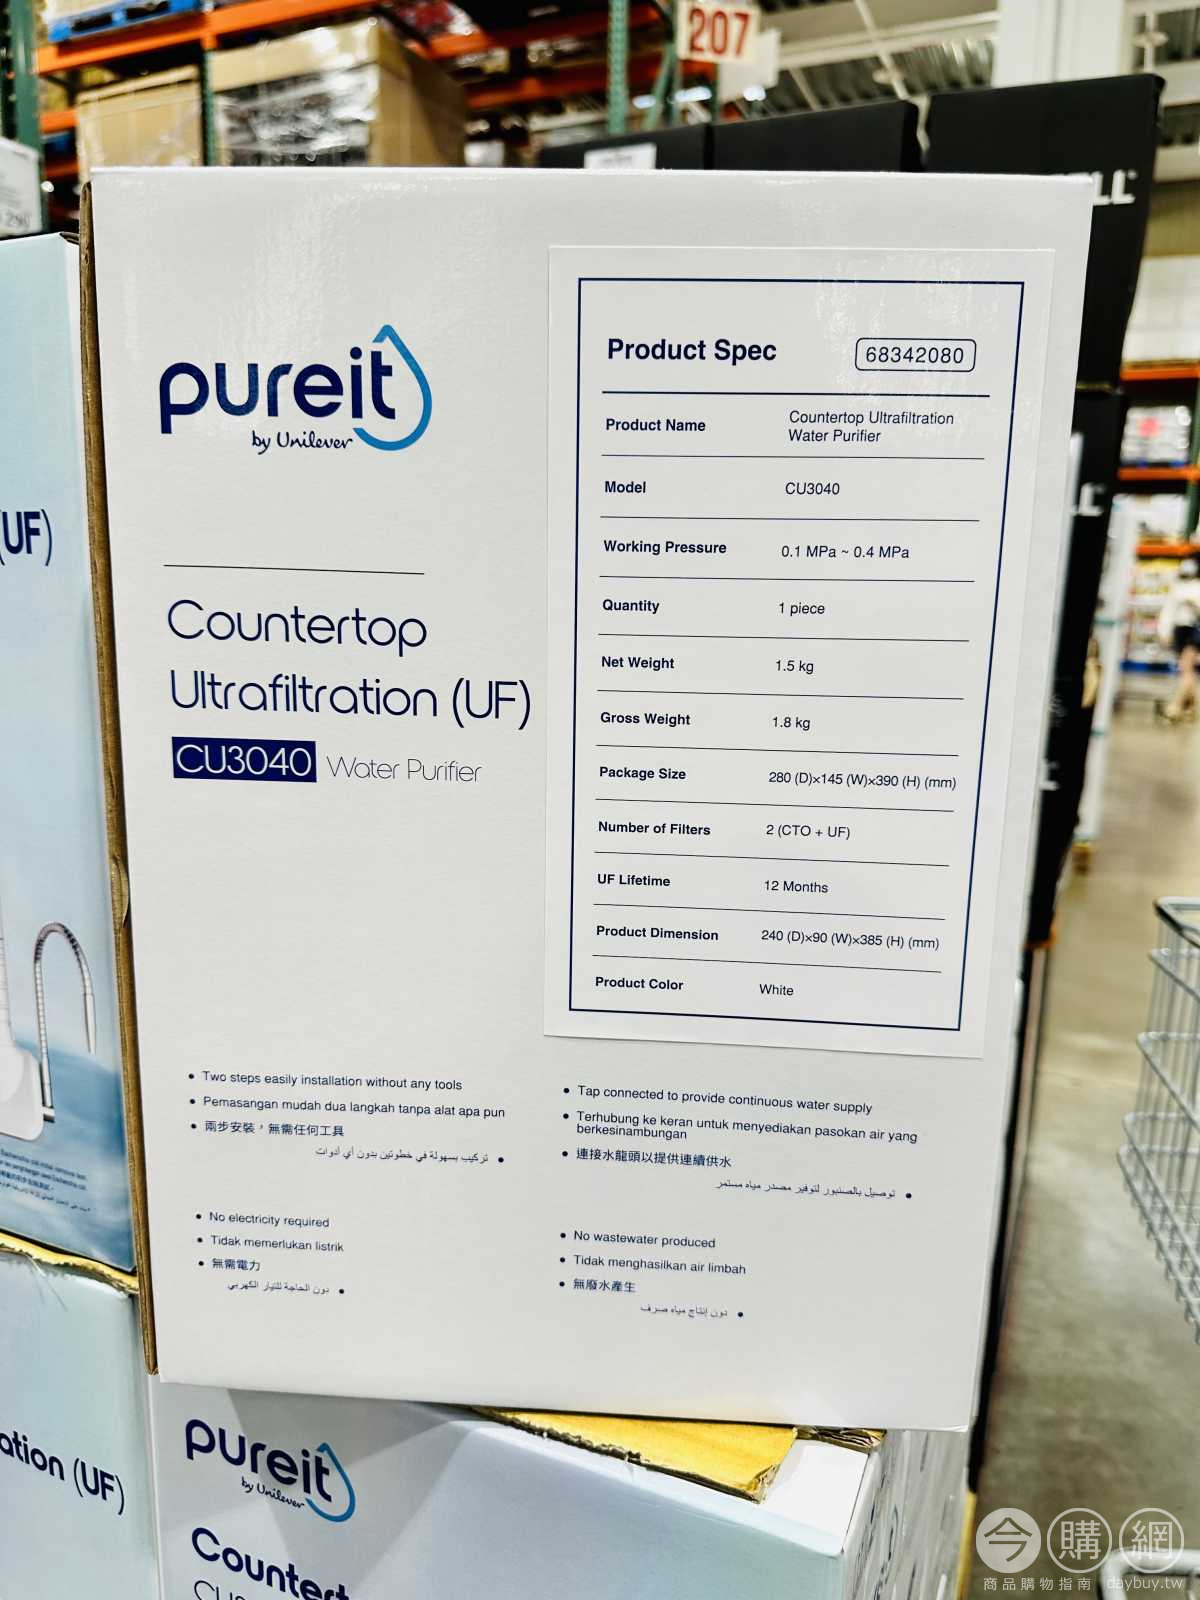 207
290
LL
(UF)
pureit
by Unilever
Countertop
Ultrafiltration (UF)
CU3040 Water Purifier
Product Spec 68342080
Product Name Countertop Ultrafiltration
Water Purifier
Model CU3040
Working Pressure 0.1 MPa ~ 0.4 MPa
Quantity 1 piece
Net Weight 1.5 kg
Gross Weight 1.8 kg
Package Size 280 (D)×145 (W)×390 (H) (mm)
Number of Filters 2 (CTO + UF)
UF Lifetime 12 Months
Product Dimension 240 (D)×90 (W)×385 (H) (mm)
Product Color White
• Two steps easily installation without any tools
• Pemasangan mudah dua langkah tanpa alat apa pun
• 兩步安裝，無需任何工具
• تركيب بسهولة في خطوتين بدون أي أدوات
• Tap connected to provide continuous water supply
• Terhubung ke keran untuk menyediakan pasokan air yang
berkesinambungan
• 連接水龍頭以提供連續供水
• توصيل بالصنبور لتوفير مصدر مياه مستمر
• No electricity required
• Tidak memerlukan listrik
• 無需電力
• دون الحاجة للتيار الكهربي
• No wastewater produced
• Tidak menghasilkan air limbah
• 無廢水產生
• دون إنتاج مياه صرف
ation (UF)
pureit
by Unilever
Countert
CU3
今購網
商品購物指南 daybuy.tw